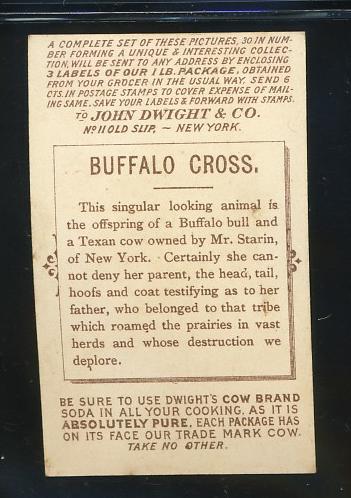 A COMPLETE SET OF THESE PICTURES, 30 IN NUM-
BER FORMING A UNIQUE & INTERESTING COLLEC-
TION, WILL BE SENT TO ANY ADDRESS BY ENCLOSING
3 LABELS OF OUR 1 LB. PACKAGE, OBTAINED
FROM YOUR GROCER IN THE USUAL WAY. SEND 6
CTS. IN POSTAGE STAMPS TO COVER EXPENSE OF MAIL-
ING SAME. SAVE YOUR LABELS & FORWARD WITH STAMPS.
TO JOHN DWIGHT & CO.
No 11 OLD SLIP, ~ NEW YORK.
BUFFALO CROSS.
This singular looking animal is
the offspring of a Buffalo bull and
a Texan cow owned by Mr. Starin,
of New York. Certainly she can-
not deny her parent, the head, tail,
hoofs and coat testifying as to her
father, who belonged to that tribe
which roamed the prairies in vast
herds and whose destruction we
deplore.
BE SURE TO USE DWIGHT'S COW BRAND
SODA IN ALL YOUR COOKING. AS IT IS
ABSOLUTELY PURE, EACH PACKAGE HAS
ON ITS FACE OUR TRADE MARK COW.
TAKE NO OTHER.